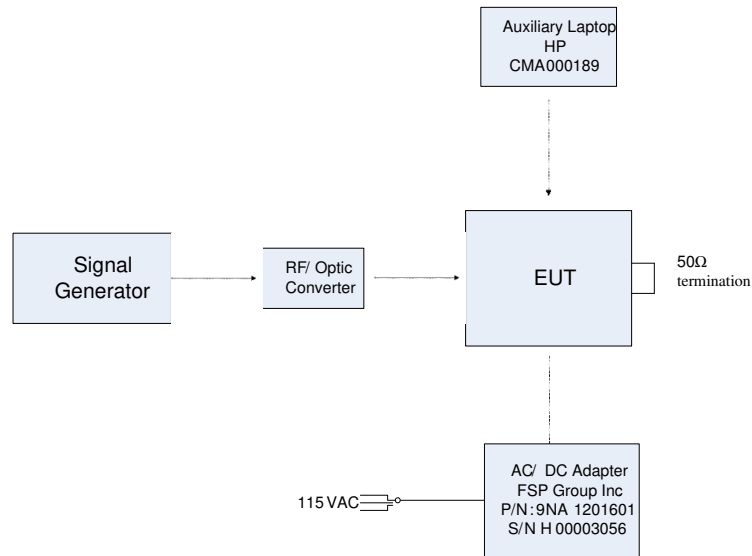 Auxiliary Laptop
HP
CMA000189
Signal
Generator
RF/ Optic
Converter
EUT
50Ω
termination
AC/ DC Adapter
FSP Group Inc
P/N:9NA 1201601
S/N H 00003056
115 VAC